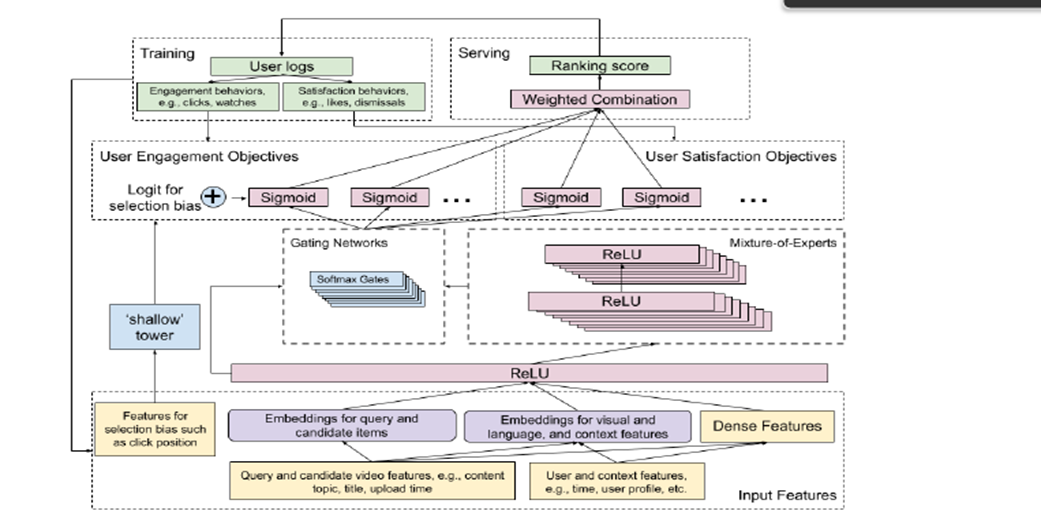 Training
User logs
Engagement behaviors,
e.g., clicks, watches
Satisfaction behaviors,
e.g., likes, dismissals
Serving
Ranking score
Weighted Combination
User Engagement Objectives
Logit for
selection bias
+
Sigmoid
Sigmoid
...
User Satisfaction Objectives
Sigmoid
Sigmoid
...
Gating Networks
Softmax Gates
Mixture-of-Experts
ReLU
ReLU
'shallow'
tower
ReLU
Features for
selection bias such
as click position
Embeddings for query and
candidate items
Embeddings for visual and
language, and context features
Dense Features
Query and candidate video features, e.g., content
topic, title, upload time
User and context features,
e.g., time, user profile, etc.
Input Features